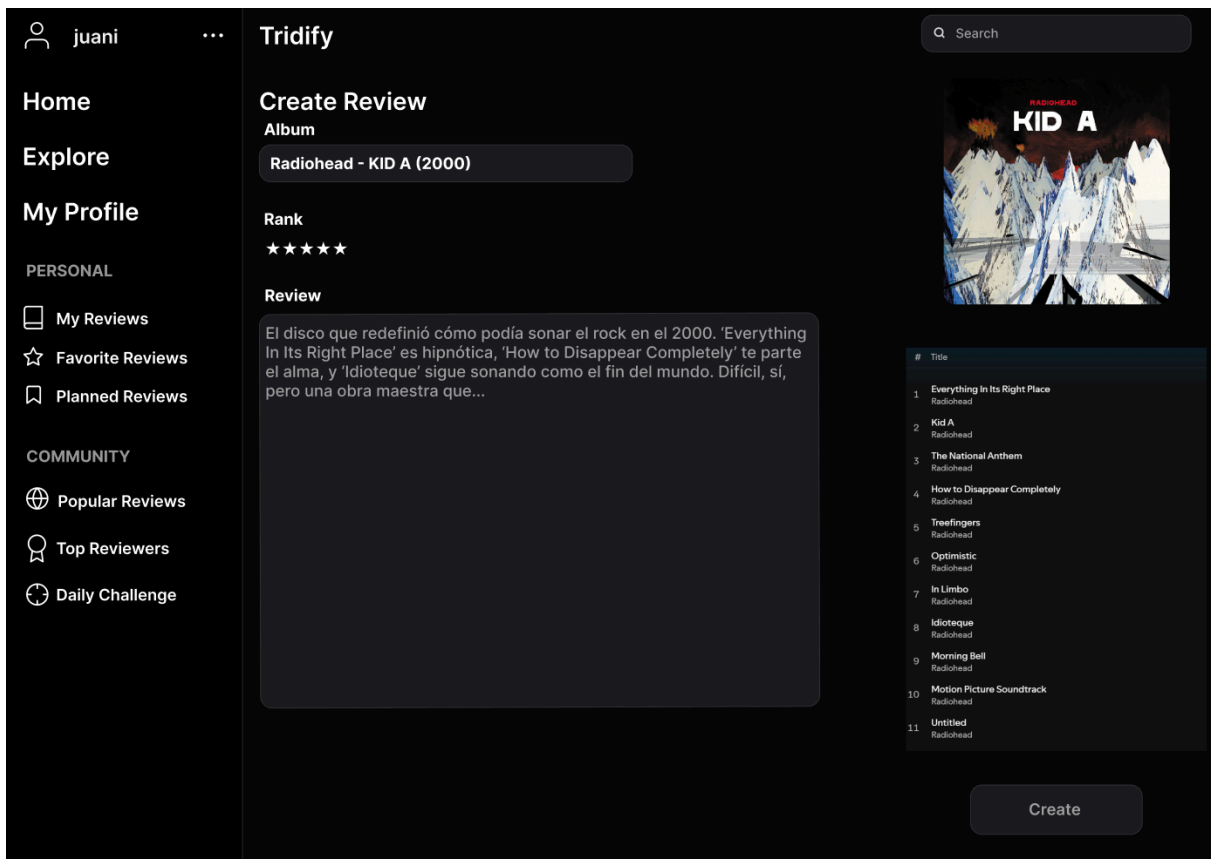 juani
Tridify
Search
Home
Explore
My Profile
PERSONAL
My Reviews
Favorite Reviews
Planned Reviews
COMMUNITY
Popular Reviews
Top Reviewers
Daily Challenge
Create Review
Album
Radiohead - KID A (2000)
Rank
★★★★★
Review
El disco que redefinió cómo podía sonar el rock en el 2000. ‘Everything
In Its Right Place’ es hipnótica, ‘How to Disappear Completely’ te parte
el alma, y ‘Idioteque’ sigue sonando como el fin del mundo. Difícil, sí,
pero una obra maestra que...
RADIOHEAD
KID A
# Title
1 Everything In Its Right Place
Radiohead
2 Kid A
Radiohead
3 The National Anthem
Radiohead
4 How to Disappear Completely
Radiohead
5 Treefingers
Radiohead
6 Optimistic
Radiohead
7 In Limbo
Radiohead
8 Idioteque
Radiohead
9 Morning Bell
Radiohead
10 Motion Picture Soundtrack
Radiohead
11 Untitled
Radiohead
Create